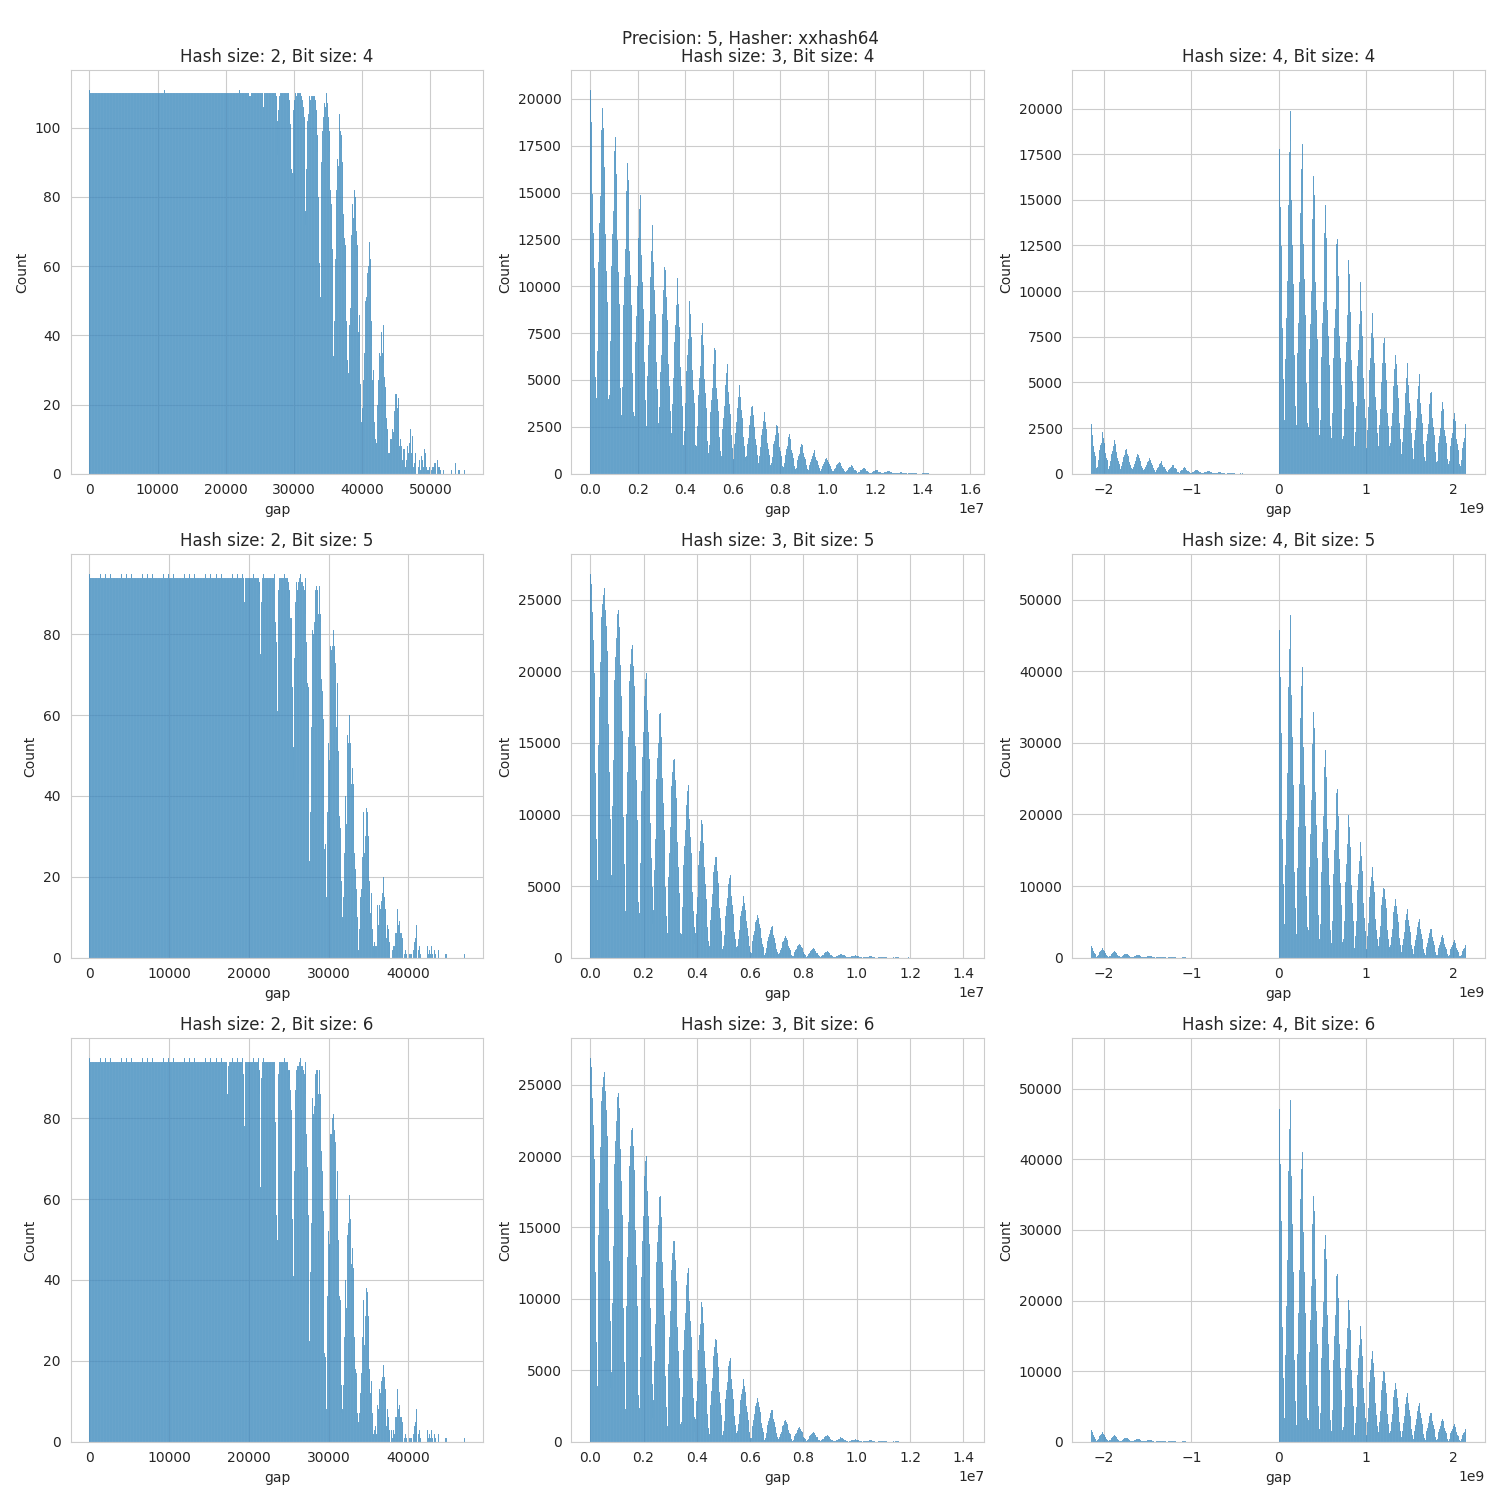 Precision: 5, Hasher: xxhash64
Hash size: 2, Bit size: 4
Hash size: 3, Bit size: 4
Hash size: 4, Bit size: 4
Count
100
80
60
40
20
0
0 10000 20000 30000 40000 50000
gap
Count
20000
17500
15000
12500
10000
7500
5000
2500
0
0.0 0.2 0.4 0.6 0.8 1.0 1.2 1.4 1.6
1e7
gap
Count
20000
17500
15000
12500
10000
7500
5000
2500
0
−2 −1 0 1 2
1e9
gap
Hash size: 2, Bit size: 5
Hash size: 3, Bit size: 5
Hash size: 4, Bit size: 5
Count
80
60
40
20
0
0 10000 20000 30000 40000
gap
Count
25000
20000
15000
10000
5000
0
0.0 0.2 0.4 0.6 0.8 1.0 1.2 1.4
1e7
gap
Count
50000
40000
30000
20000
10000
0
−2 −1 0 1 2
1e9
gap
Hash size: 2, Bit size: 6
Hash size: 3, Bit size: 6
Hash size: 4, Bit size: 6
Count
80
60
40
20
0
0 10000 20000 30000 40000
gap
Count
25000
20000
15000
10000
5000
0
0.0 0.2 0.4 0.6 0.8 1.0 1.2 1.4
1e7
gap
Count
50000
40000
30000
20000
10000
0
−2 −1 0 1 2
1e9
gap